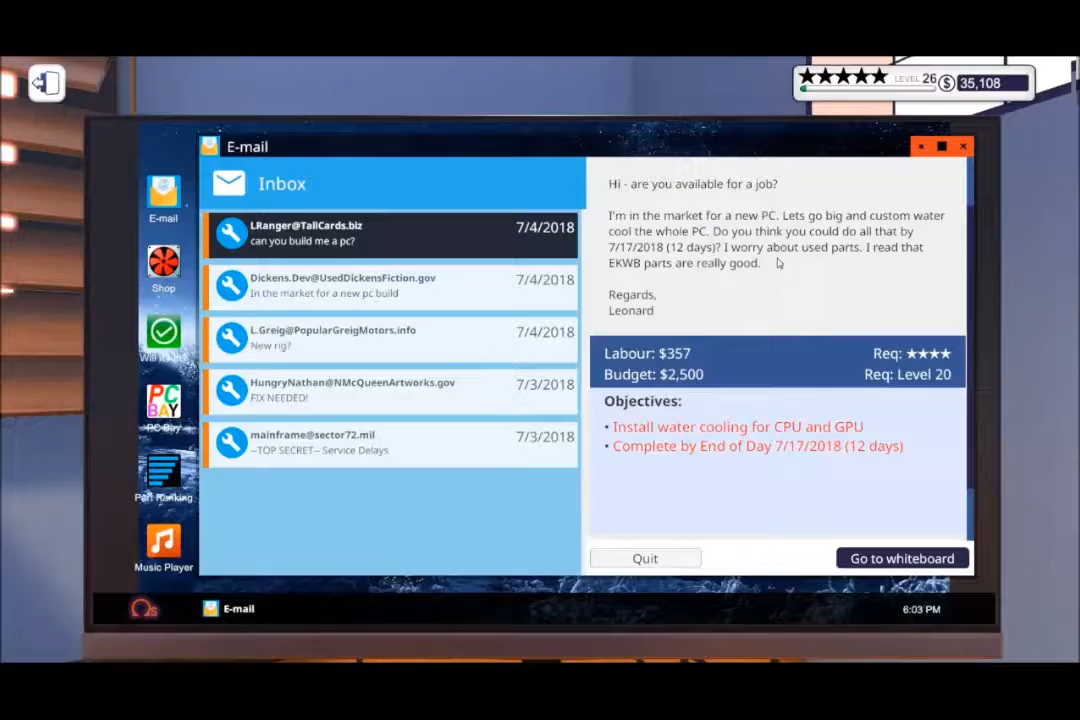 ★★★★★ LEVEL 26 $ 35,108
E-mail
Inbox
LRanger@TallCards.biz 7/4/2018
can you build me a pc?
Dickens.Dev@UsedDickensFiction.gov 7/4/2018
In the market for a new pc build
L.Greig@PopularGreigMotors.info 7/4/2018
New rig?
HungryNathan@NMcQueenArtworks.gov 7/3/2018
FIX NEEDED!
mainframe@sector72.mil 7/3/2018
--TOP SECRET-- Service Delays
Hi - are you available for a job?
I'm in the market for a new PC. Lets go big and custom water
cool the whole PC. Do you think you could do all that by
7/17/2018 (12 days)? I worry about used parts. I read that
EKWB parts are really good.
Regards,
Leonard
Labour: $357 Req: ★★★★
Budget: $2,500 Req: Level 20
Objectives:
• Install water cooling for CPU and GPU
• Complete by End of Day 7/17/2018 (12 days)
Quit Go to whiteboard
E-mail
Shop
PC
BAY
PC Bay
Part Ranking
Music Player
E-mail
6:03 PM